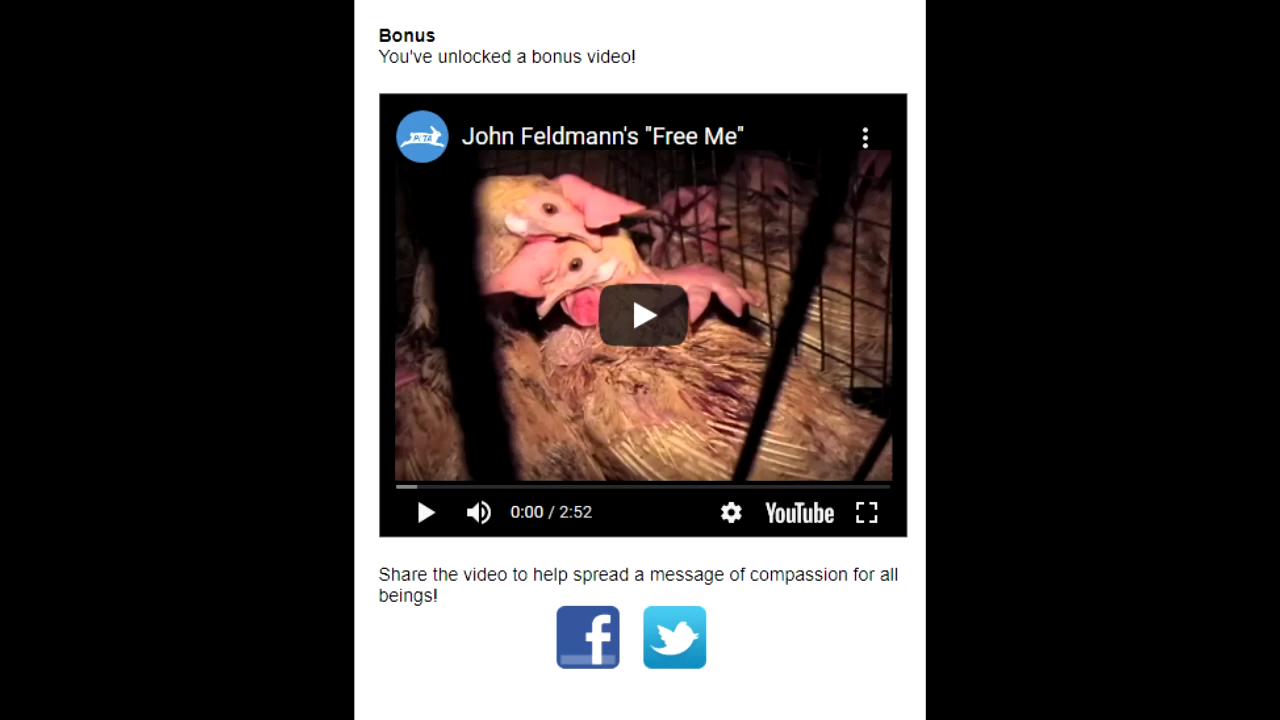 Bonus
You've unlocked a bonus video!
PETA
John Feldmann's "Free Me"
0:00 / 2:52
YouTube
Share the video to help spread a message of compassion for all
beings!
f